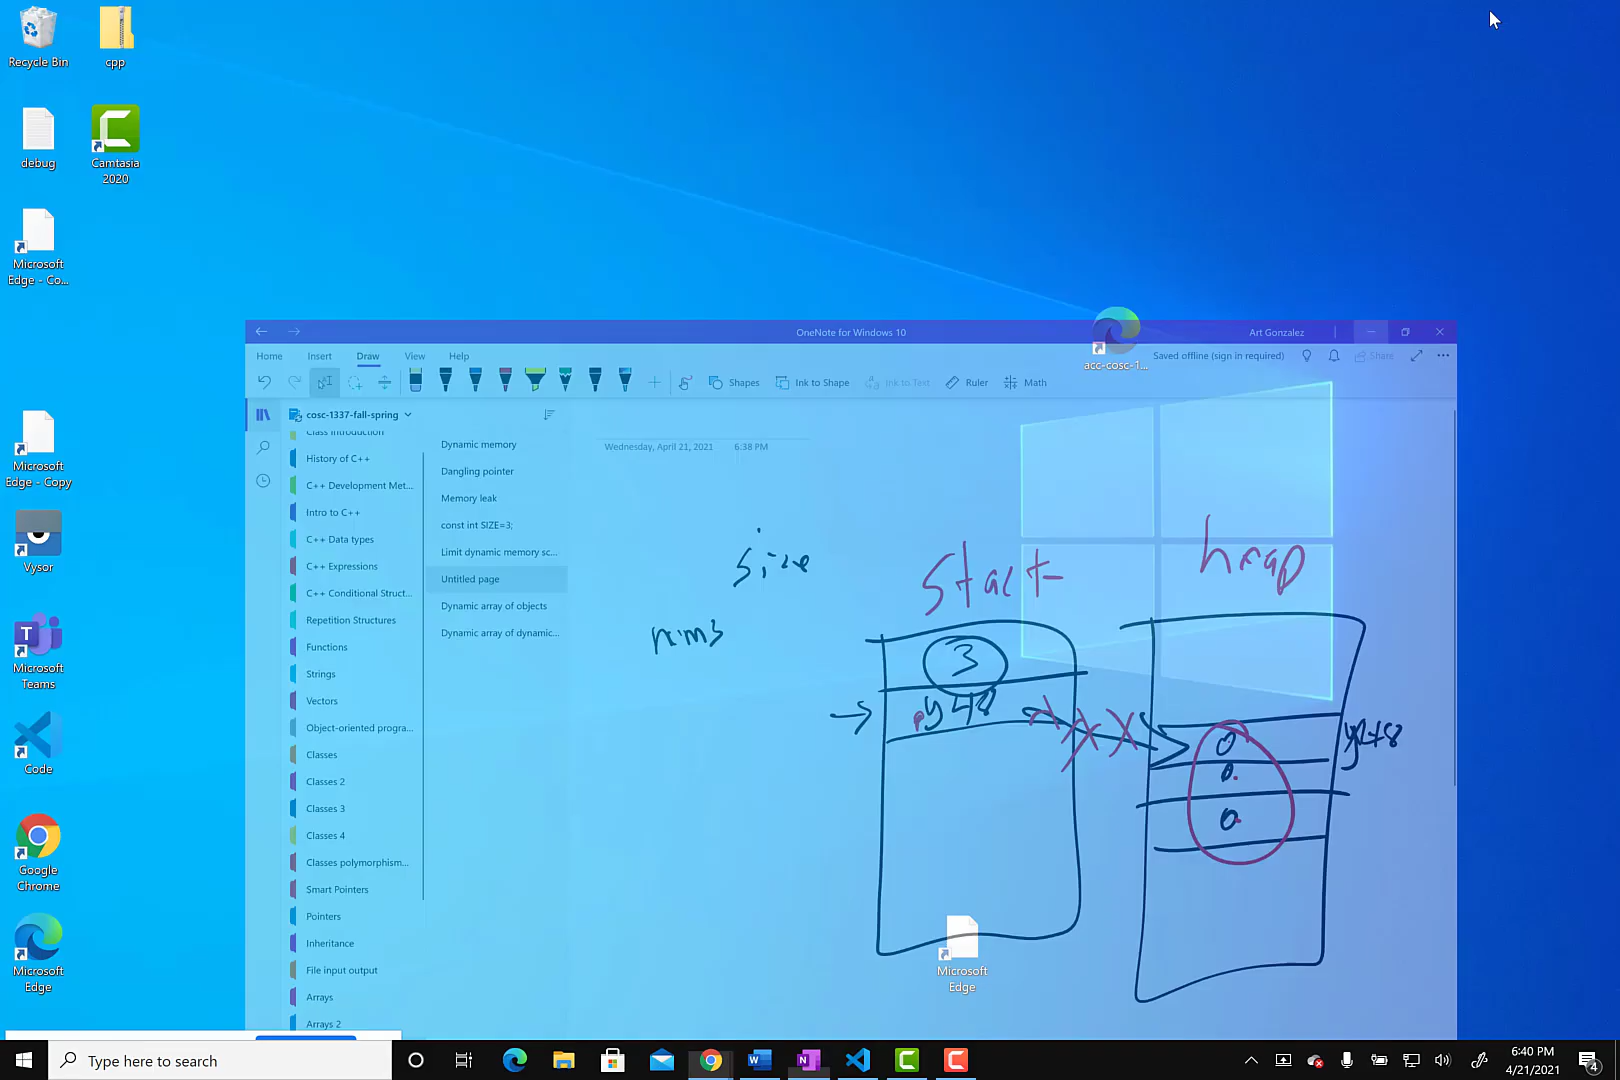 Recycle Bin
cpp
debug
Camtasia
2020
Microsoft
Edge - Co...
Microsoft
Edge - Copy
Vysor
Microsoft
Teams
Code
Google
Chrome
Microsoft
Edge
acc-cosc-1...
Microsoft
Edge
OneNote for Windows 10
Art Gonzalez
Home Insert Draw View Help
Saved offline (sign in required)
Share
Shapes
Ink to Shape
Ink to Text
Ruler
Math
cosc-1337-fall-spring
Class Introduction
History of C++
C++ Development Met...
Intro to C++
C++ Data types
C++ Expressions
C++ Conditional Struct...
Repetition Structures
Functions
Strings
Vectors
Object-oriented progra...
Classes
Classes 2
Classes 3
Classes 4
Classes polymorphism...
Smart Pointers
Pointers
Inheritance
File input output
Arrays
Arrays 2
Dynamic memory
Dangling pointer
Memory leak
const int SIZE=3;
Limit dynamic memory sc...
Untitled page
Dynamic array of objects
Dynamic array of dynamic...
Wednesday, April 21, 2021 6:38 PM
size
stack
heap
nums
3
0
0
0
Type here to search
6:40 PM
4/21/2021
4